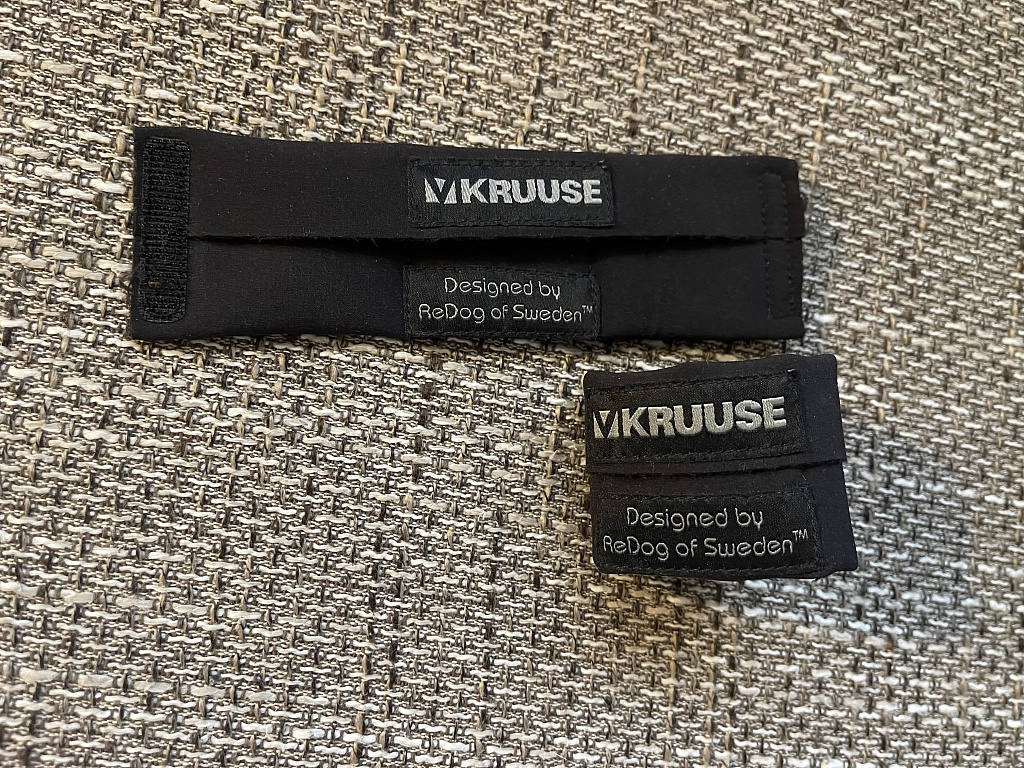 KRUUSE
Designed by
ReDog of Sweden™
KRUUSE
Designed by
ReDog of Sweden™